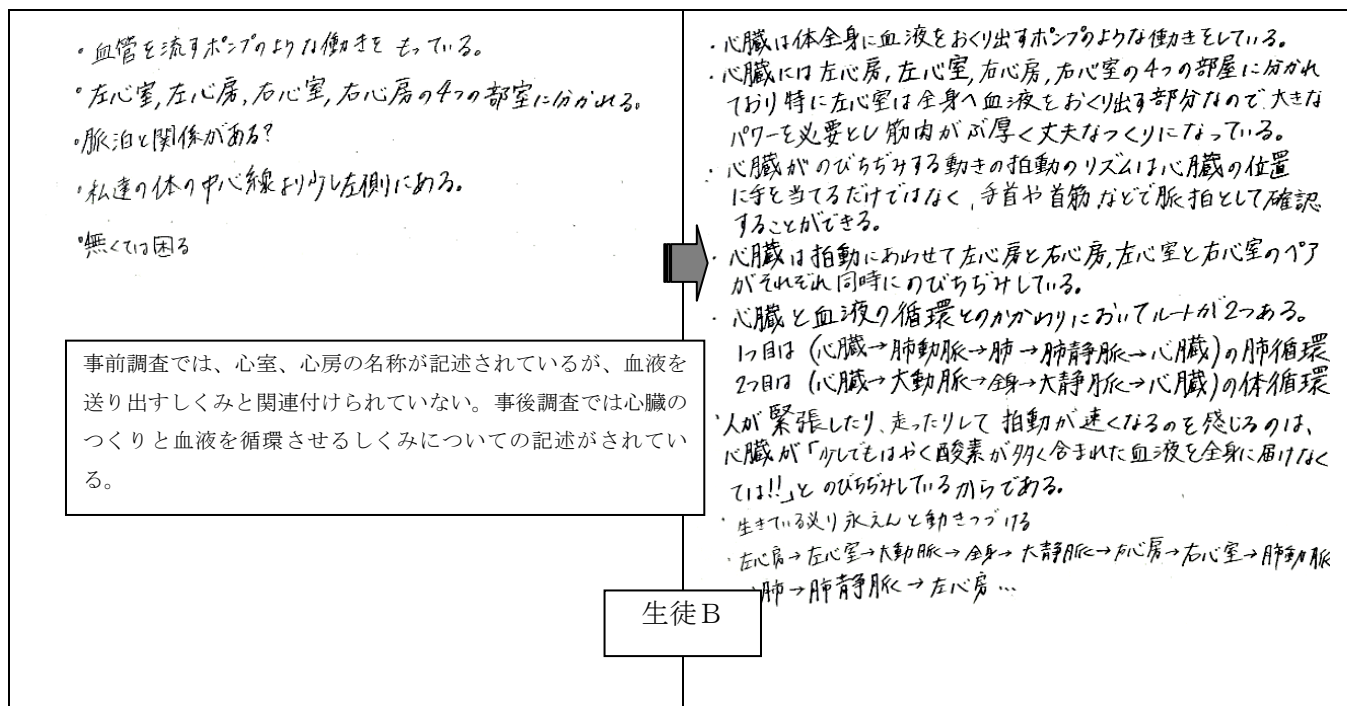 ・血管を流すポンプのような働きをもっている。
・左心室,左心房,右心室,右心房の4つの部室に分かれる。
・脈泊と関係がある?
・私達の体の中心線より少し左側にある。
・無くては困る
事前調査では、心室、心房の名称が記述されているが、血液を
送り出すしくみと関連付けられていない。事後調査では心臓の
つくりと血液を循環させるしくみについての記述がされてい
る。
・心臓は体全身に血液をおくり出すポンプのような働きをしている。
・心臓には左心房,左心室,右心房,右心室の4つの部屋に分かれ
ており特に左心室は全身へ血液をおくり出す部分なので、大きな
パワーを必要とし筋肉がぶ厚く丈夫なつくりになっている。
・心臓がのびちぢみする動きの拍動のリズムは心臓の位置
に手を当てるだけではなく、手首や首筋などで脈拍として確認
することができる。
・心臓は拍動にあわせて左心房と右心房,左心室と右心室のペア
がそれぞれ同時にのびちぢみしている。
・心臓と血液の循環とのかかわりにおいてルートが2つある。
1つ目は(心臓→肺動脈→肺→肺静脈→心臓)の肺循環
2つ目は(心臓→大動脈→全身→大静脈→心臓)の体循環
・人が緊張したり、走ったりして拍動が速くなるのを感じるのは、
心臓が「少しでもはやく酸素が多く含まれた血液を全身に届けなく
ては!!」とのびちぢみしているからである。
・生きている限り永えんと動きつづける
・左心房→左心室→大動脈→全身→大静脈→右心房→右心室→肺動脈
→肺→肺静脈→左心房…
生徒B